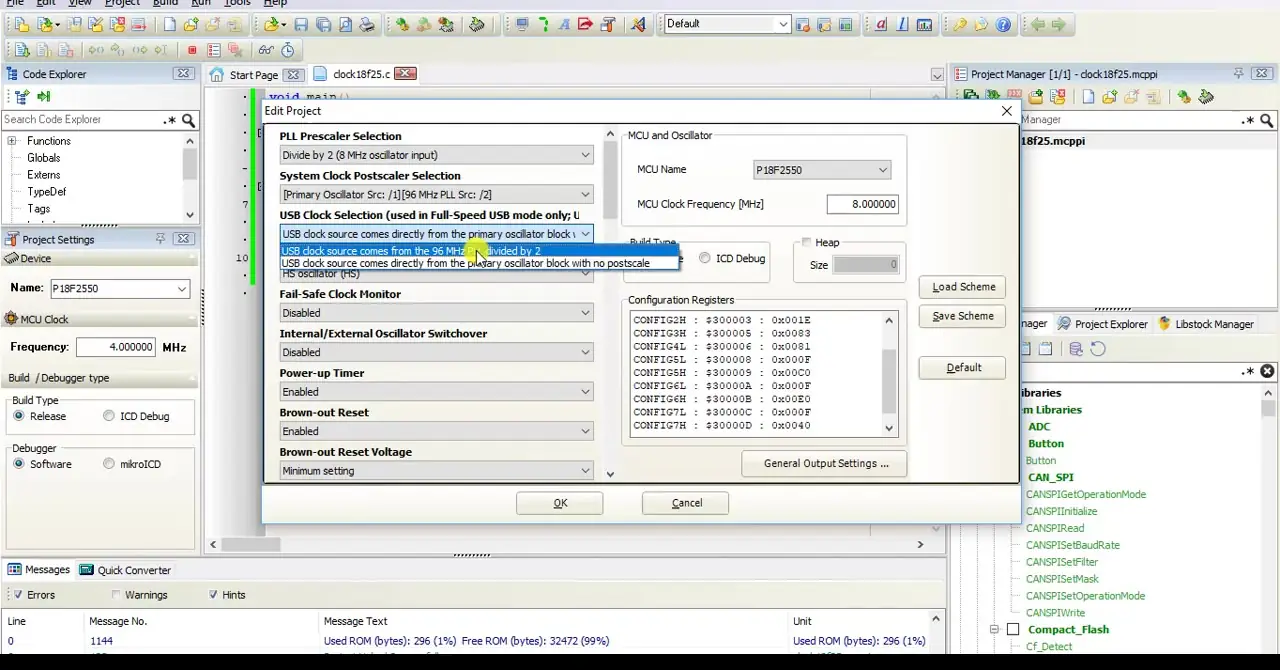 File Edit View Project Build Run Tools Help
Default
Code Explorer
Start Page
clock18f25.c
Project Manager [1/1] - clock18f25.mcppi
void main()
Search Code Explorer
Functions
Globals
Externs
TypeDef
Tags
Project Settings
Device
Name: P18F2550
MCU Clock
Frequency: 4.000000 MHz
Build / Debugger type
Build Type
Release
ICD Debug
Debugger
Software
mikroICD
7
10
Edit Project
PLL Prescaler Selection
Divide by 2 (8 MHz oscillator input)
System Clock Postscaler Selection
[Primary Oscillator Src: /1][96 MHz PLL Src: /2]
USB Clock Selection (used in Full-Speed USB mode only; U
USB clock source comes directly from the primary oscillator block
USB clock source comes from the 96 MHz divided by 2
USB clock source comes directly from the primary oscillator block with no postscale
HS oscillator (HS)
Fail-Safe Clock Monitor
Disabled
Internal/External Oscillator Switchover
Disabled
Power-up Timer
Enabled
Brown-out Reset
Enabled
Brown-out Reset Voltage
Minimum setting
MCU and Oscillator
MCU Name P18F2550
MCU Clock Frequency [MHz] 8.000000
Build Type
ICD Debug
Heap
Size 0
Configuration Registers
CONFIG2H : $300003 : 0x001E
CONFIG3H : $300005 : 0x0083
CONFIG4L : $300006 : 0x0081
CONFIG5L : $300008 : 0x000F
CONFIG5H : $300009 : 0x00C0
CONFIG6L : $30000A : 0x000F
CONFIG6H : $30000B : 0x00E0
CONFIG7L : $30000C : 0x000F
CONFIG7H : $30000D : 0x0040
General Output Settings ...
Load Scheme
Save Scheme
Default
OK
Cancel
Manager
18f25.mcppi
nager
Project Explorer
Libstock Manager
ibraries
m Libraries
ADC
Button
Button
CAN_SPI
CANSPIGetOperationMode
CANSPIInitialize
CANSPIRead
CANSPISetBaudRate
CANSPISetFilter
CANSPISetMask
CANSPISetOperationMode
CANSPIWrite
Compact_Flash
Cf_Detect
Messages
Quick Converter
Errors
Warnings
Hints
Line
Message No.
Message Text
Unit
0
1144
Used ROM (bytes): 296 (1%) Free ROM (bytes): 32472 (99%)
Used ROM (bytes): 296 (1%)